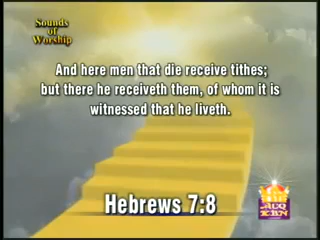 Sounds
of
Worship
And here men that die receive tithes;
but there he receiveth them, of whom it is
witnessed that he liveth.
Hebrews 7:8
KBN